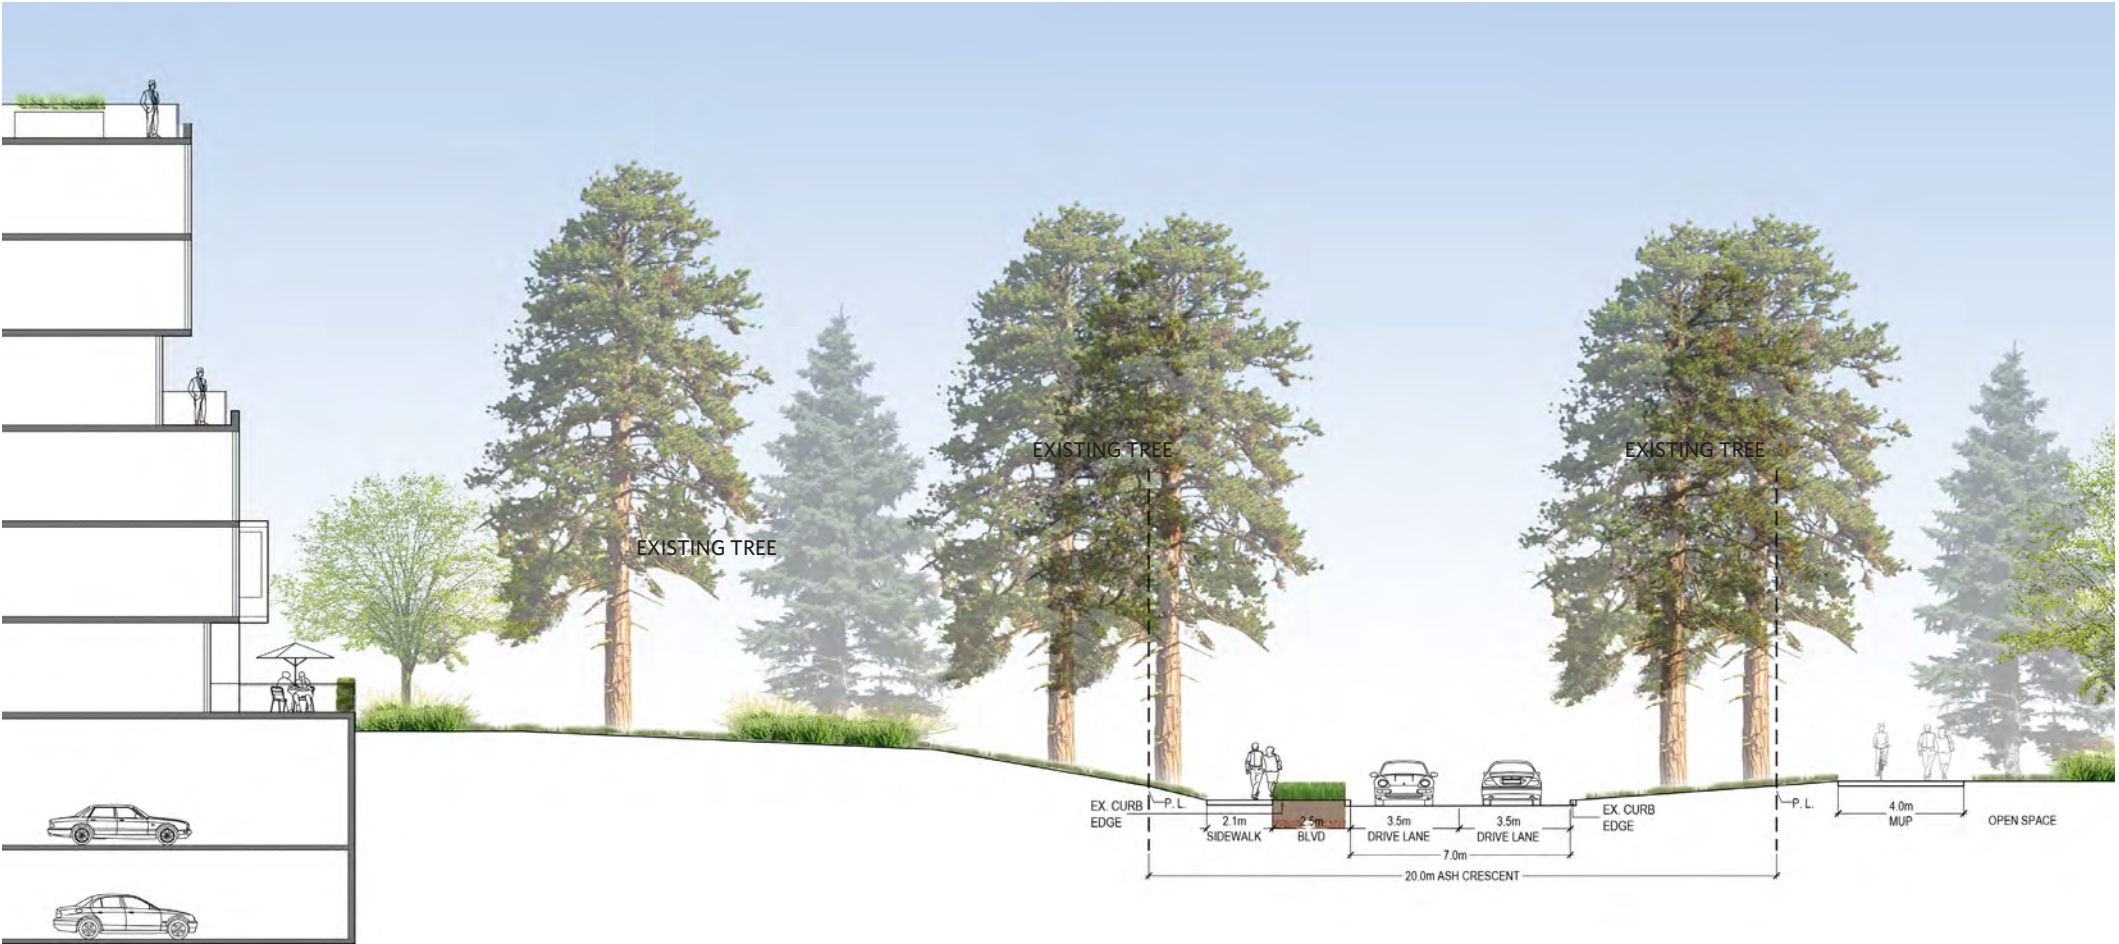 EXISTING TREE
EXISTING TREE
EXISTING TREE
EX. CURB
EDGE
P. L.
2.1m
SIDEWALK
2.5m
BLVD
3.5m
DRIVE LANE
3.5m
DRIVE LANE
EX. CURB
EDGE
P. L.
4.0m
MUP
OPEN SPACE
7.0m
20.0m ASH CRESCENT